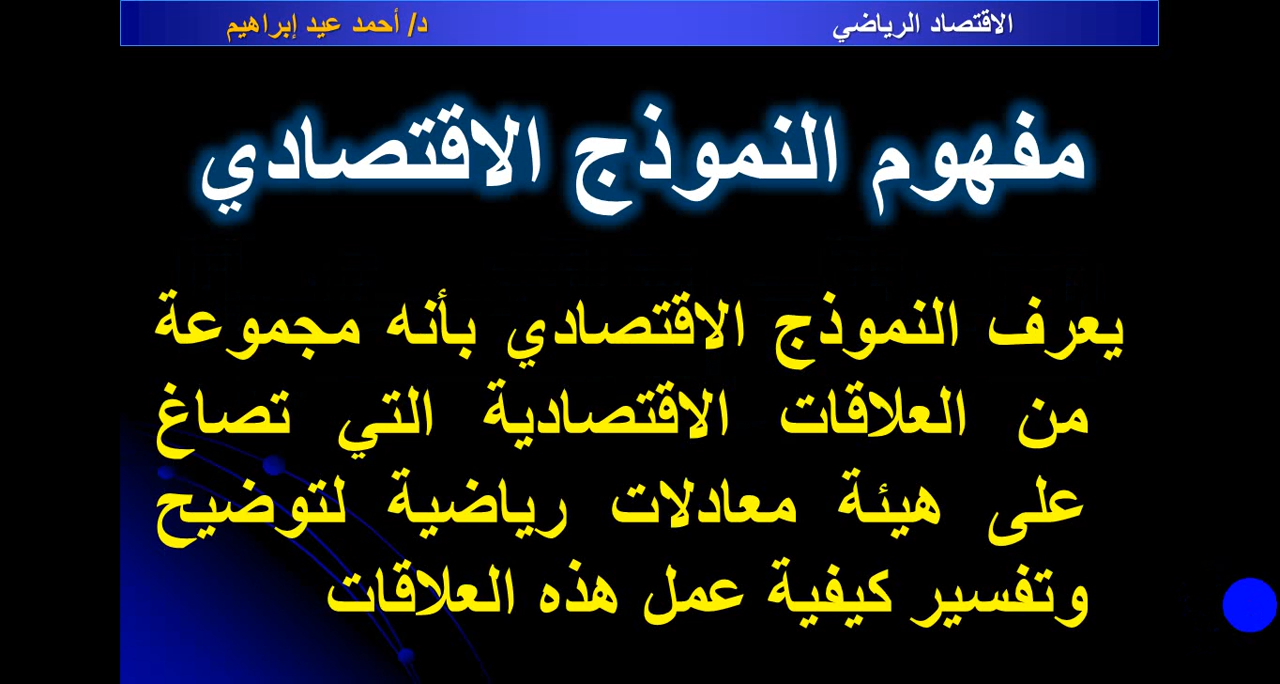 الاقتصاد الرياضي
د/ أحمد عيد إبراهيم
مفهوم النموذج الاقتصادي
يعرف النموذج الاقتصادي بأنه مجموعة
من العلاقات الاقتصادية التي تصاغ
على هيئة معادلات رياضية لتوضيح
وتفسير كيفية عمل هذه العلاقات